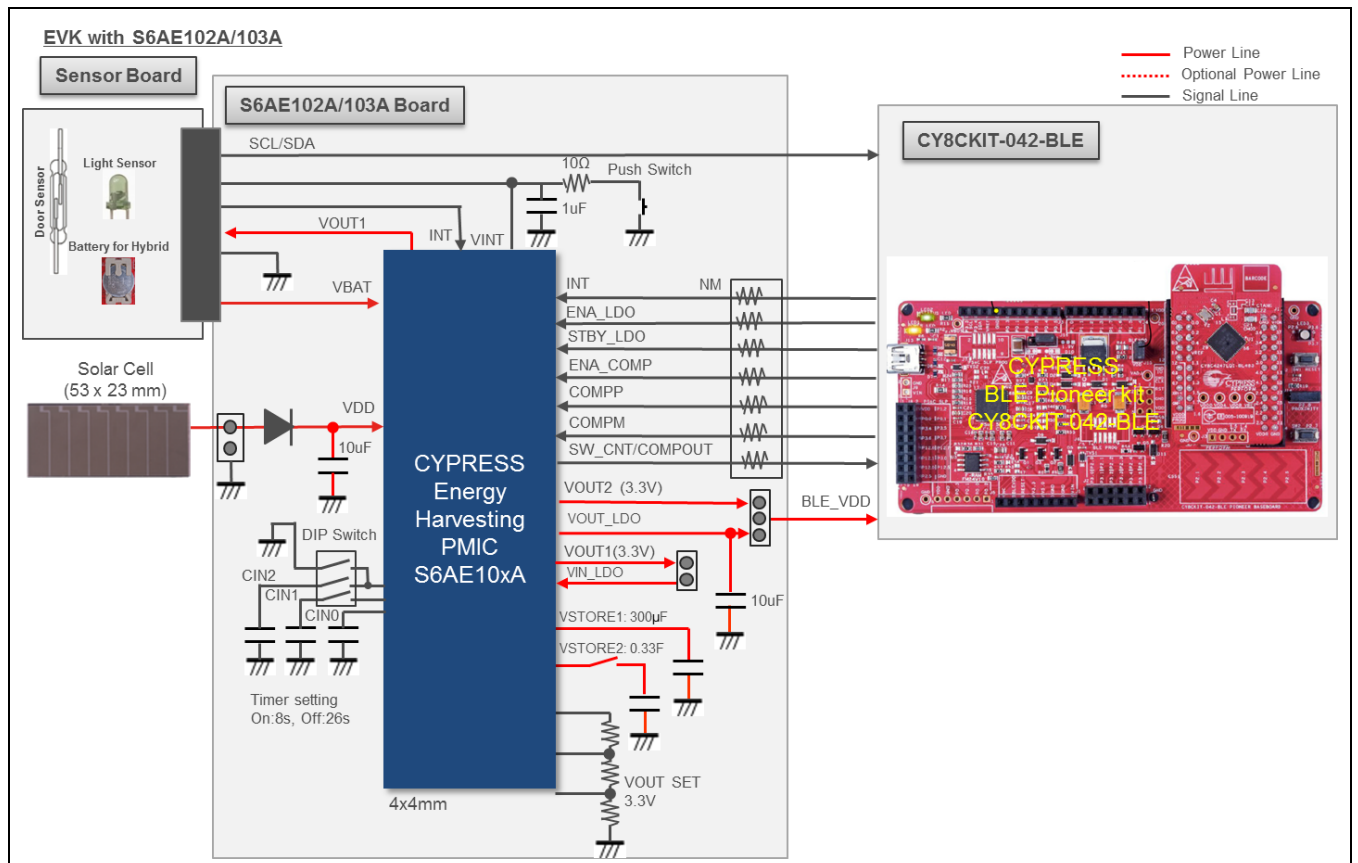 EVK with S6AE102A/103A
Sensor Board
S6AE102A/103A Board
Power Line
Optional Power Line
Signal Line
CY8CKIT-042-BLE
SCL/SDA
Door Sensor
Light Sensor
Battery for Hybrid
10Ω
Push Switch
1uF
VOUT1
INT
VINT
VBAT
INT
NM
ENA_LDO
STBY_LDO
ENA_COMP
COMPP
COMPM
SW_CNT/COMPOUT
Solar Cell
(53 x 23 mm)
VDD
10uF
CYPRESS
Energy
Harvesting
PMIC
S6AE10xA
CYPRESS
BLE Pioneer kit
CY8CKIT-042-BLE
VOUT2 (3.3V)
BLE_VDD
VOUT_LDO
VOUT1(3.3V)
VIN_LDO
10uF
DIP Switch
CIN2
CIN1
CIN0
VSTORE1: 300µF
VSTORE2: 0.33F
Timer setting
On:8s, Off:26s
VOUT SET
3.3V
4x4mm